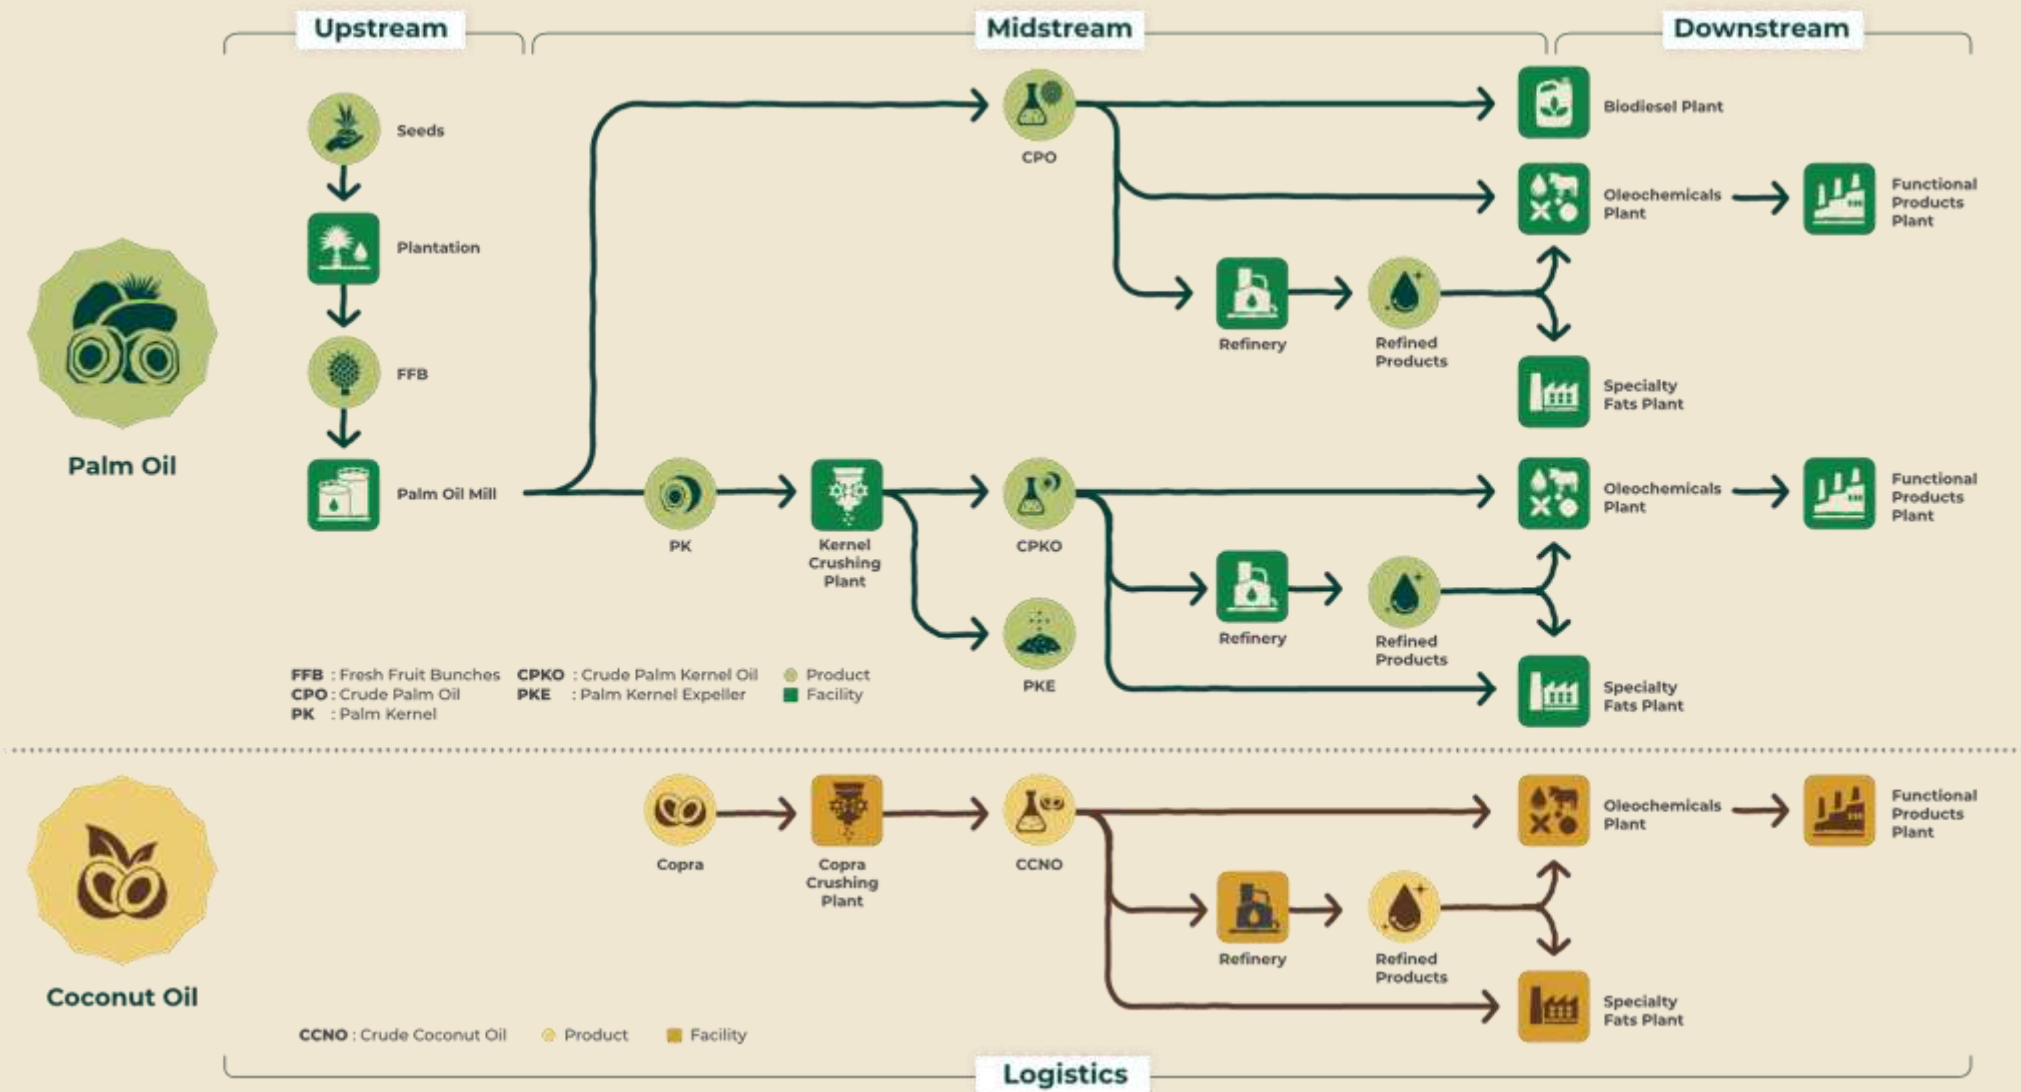 Upstream
Midstream
Downstream
Seeds
Plantation
FFB
Palm Oil Mill
Palm Oil
CPO
Biodiesel Plant
Oleochemicals
Plant
Functional
Products
Plant
Refinery
Refined
Products
Specialty
Fats Plant
PK
Kernel
Crushing
Plant
CPKO
PKE
Oleochemicals
Plant
Functional
Products
Plant
Refinery
Refined
Products
Specialty
Fats Plant
FFB : Fresh Fruit Bunches
CPO : Crude Palm Oil
PK : Palm Kernel
CPKO : Crude Palm Kernel Oil
PKE : Palm Kernel Expeller
Product
Facility
Coconut Oil
Copra
Copra
Crushing
Plant
CCNO
Oleochemicals
Plant
Functional
Products
Plant
Refinery
Refined
Products
Specialty
Fats Plant
CCNO : Crude Coconut Oil
Product
Facility
Logistics